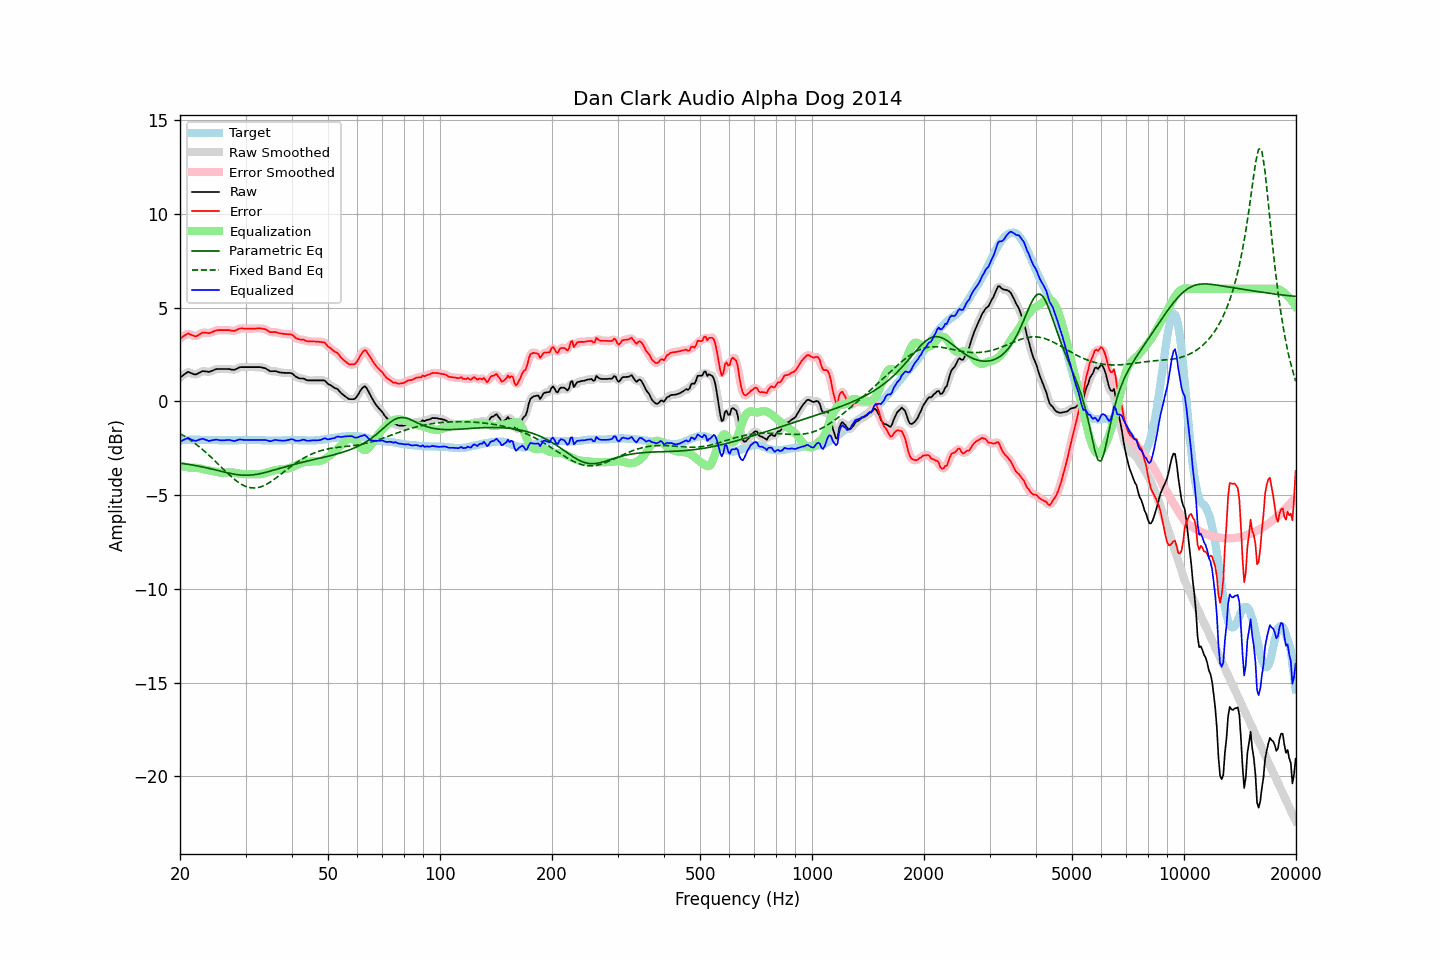 Dan Clark Audio Alpha Dog 2014
15
10
5
0
−5
−10
−15
−20
Amplitude (dBr)
Target
Raw Smoothed
Error Smoothed
Raw
Error
Equalization
Parametric Eq
Fixed Band Eq
Equalized
20 50 100 200 500 1000 2000 5000 10000 20000
Frequency (Hz)